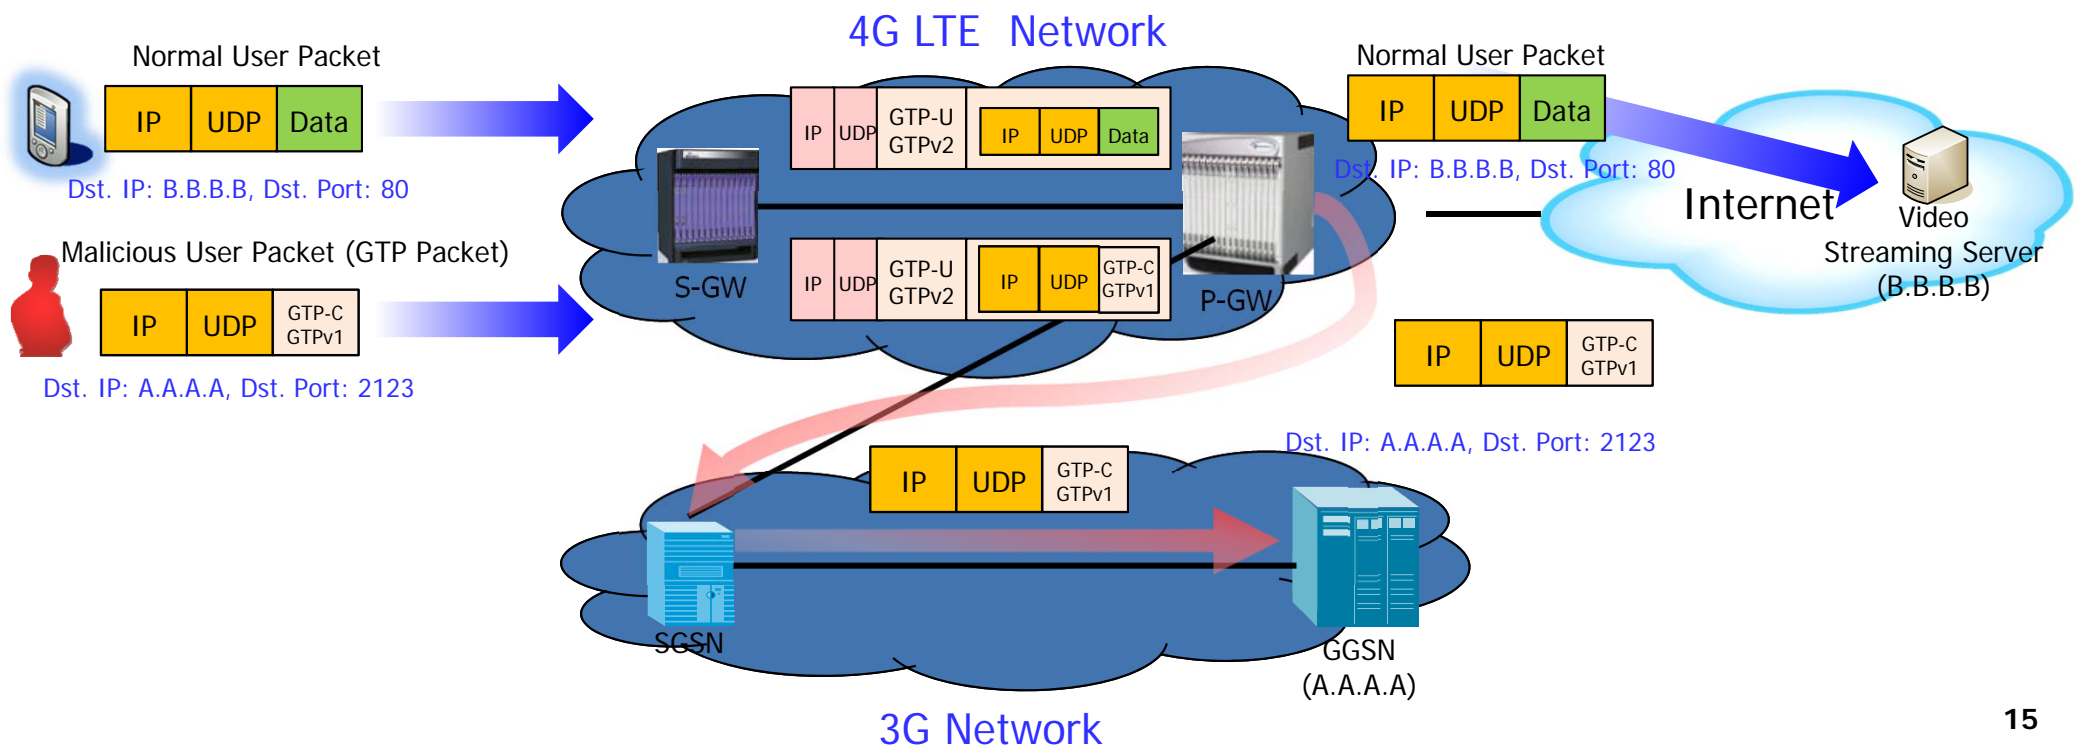 4G LTE Network
Normal User Packet
IP UDP Data
Dst. IP: B.B.B.B, Dst. Port: 80
Malicious User Packet (GTP Packet)
IP UDP GTP-C
GTPv1
Dst. IP: A.A.A.A, Dst. Port: 2123
IP UDP GTP-U
GTPv2
IP UDP Data
S-GW
IP UDP GTP-U
GTPv2
IP UDP GTP-C
GTPv1
P-GW
Normal User Packet
IP UDP Data
Dst. IP: B.B.B.B, Dst. Port: 80
Internet
Video
Streaming Server
(B.B.B.B)
IP UDP GTP-C
GTPv1
Dst. IP: A.A.A.A, Dst. Port: 2123
IP UDP GTP-C
GTPv1
SGSN
GGSN
(A.A.A.A)
3G Network
15